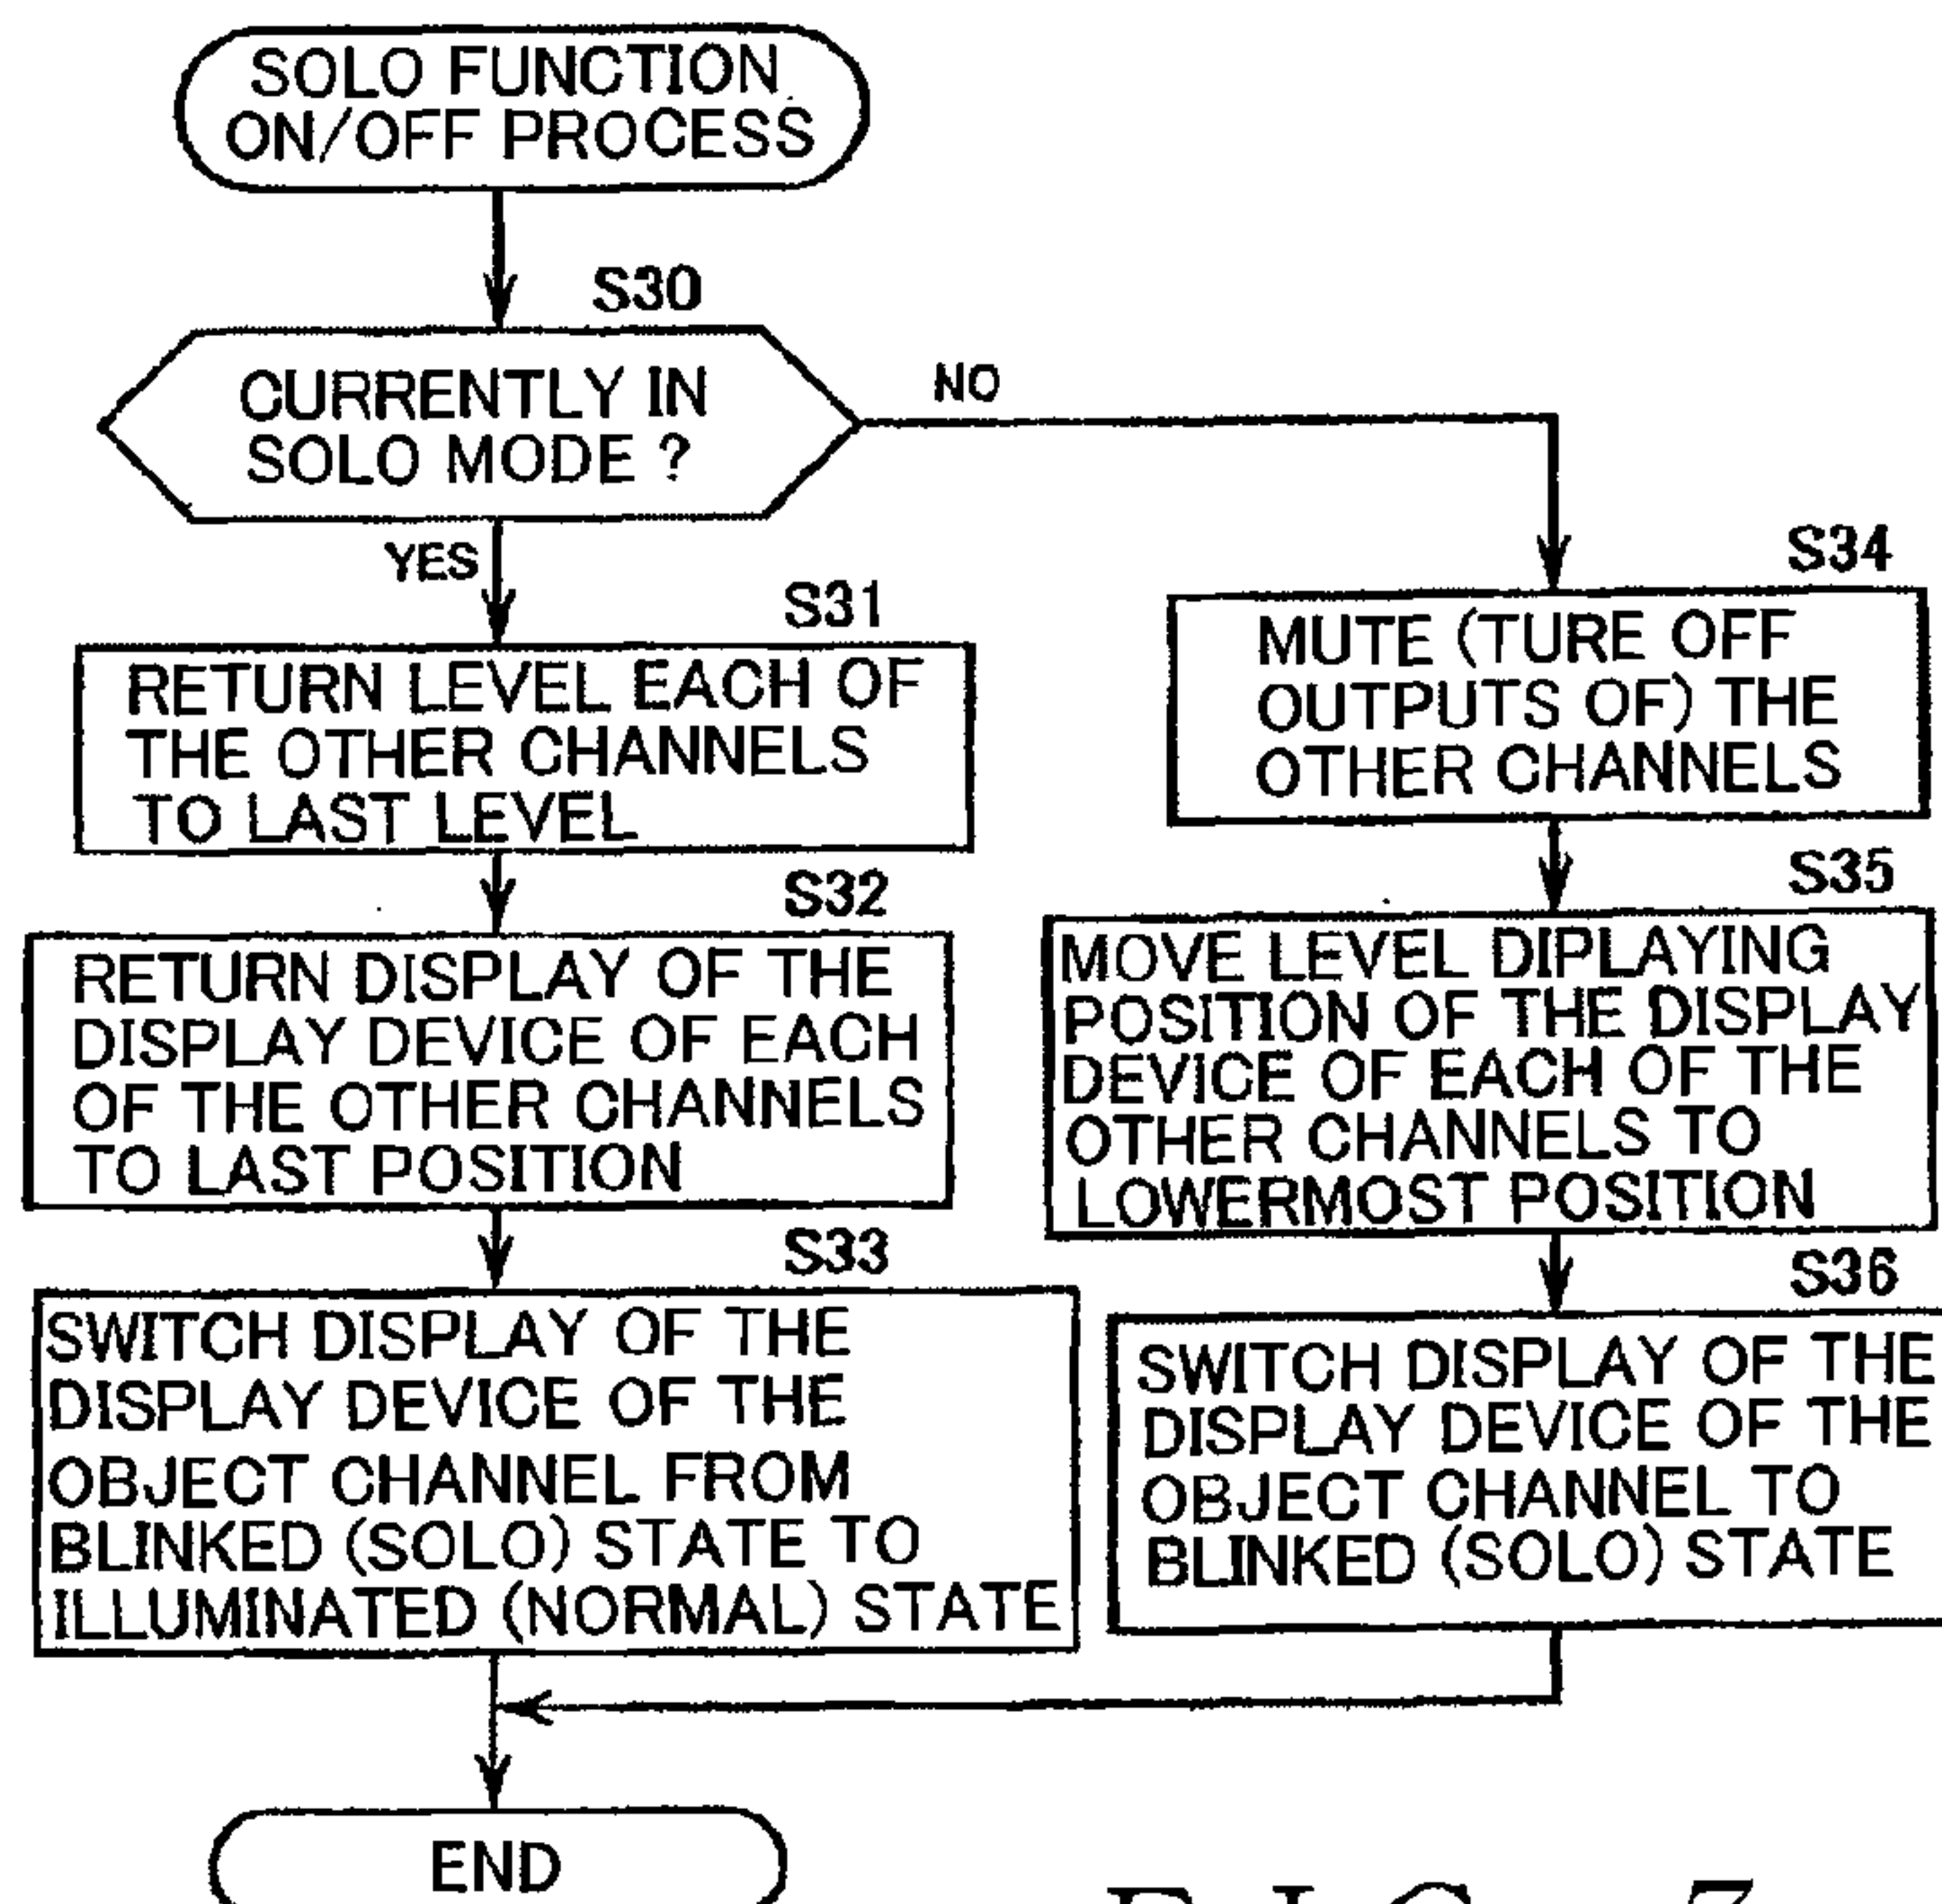 SOLO FUNCTION
ON/OFF PROCESS
S30
CURRENTLY IN
SOLO MODE ?
NO
YES
S31
RETURN LEVEL EACH OF
THE OTHER CHANNELS
TO LAST LEVEL
S32
RETURN DISPLAY OF THE
DISPLAY DEVICE OF EACH
OF THE OTHER CHANNELS
TO LAST POSITION
S33
SWITCH DISPLAY OF THE
DISPLAY DEVICE OF THE
OBJECT CHANNEL FROM
BLINKED (SOLO) STATE TO
ILLUMINATED (NORMAL) STATE
S34
MUTE (TURE OFF
OUTPUTS OF) THE
OTHER CHANNELS
S35
MOVE LEVEL DIPLAYING
POSITION OF THE DISPLAY
DEVICE OF EACH OF THE
OTHER CHANNELS TO
LOWERMOST POSITION
S36
SWITCH DISPLAY OF THE
DISPLAY DEVICE OF THE
OBJECT CHANNEL TO
BLINKED (SOLO) STATE
END